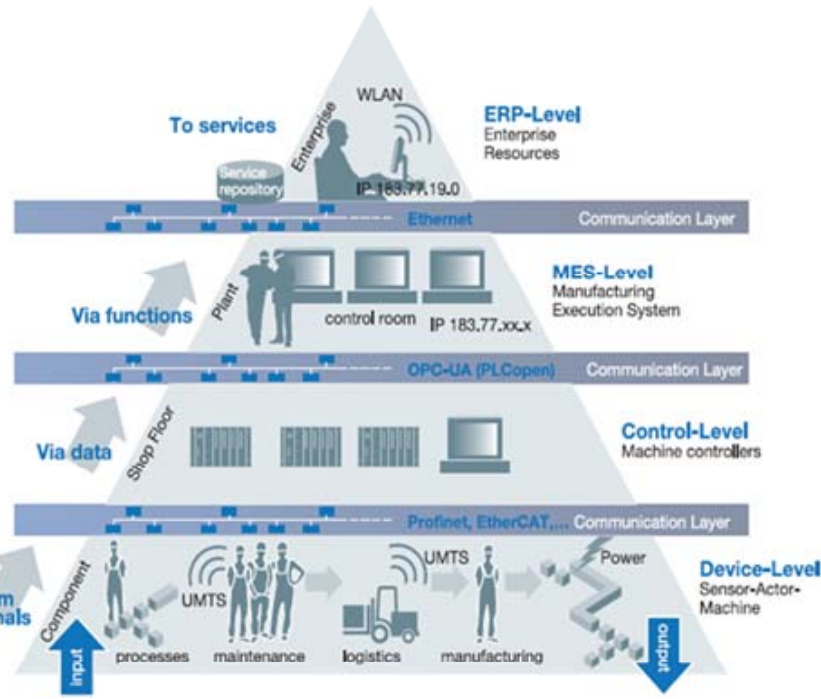 WLAN
ERP-Level
Enterprise
Resources
To services
Enterprise
Service
repository
IP 183.77.19.0
Ethernet
Communication Layer
MES-Level
Manufacturing
Execution System
Via functions
Plant
control room
IP 183.77.xx.x
OPC-UA (PLCopen)
Communication Layer
Control-Level
Machine controllers
Via data
Shop Floor
Profinet, EtherCAT,...
Communication Layer
Component
UMTS
UMTS
Power
Device-Level
Sensor-Actor-
Machine
input
processes
maintenance
logistics
manufacturing
output